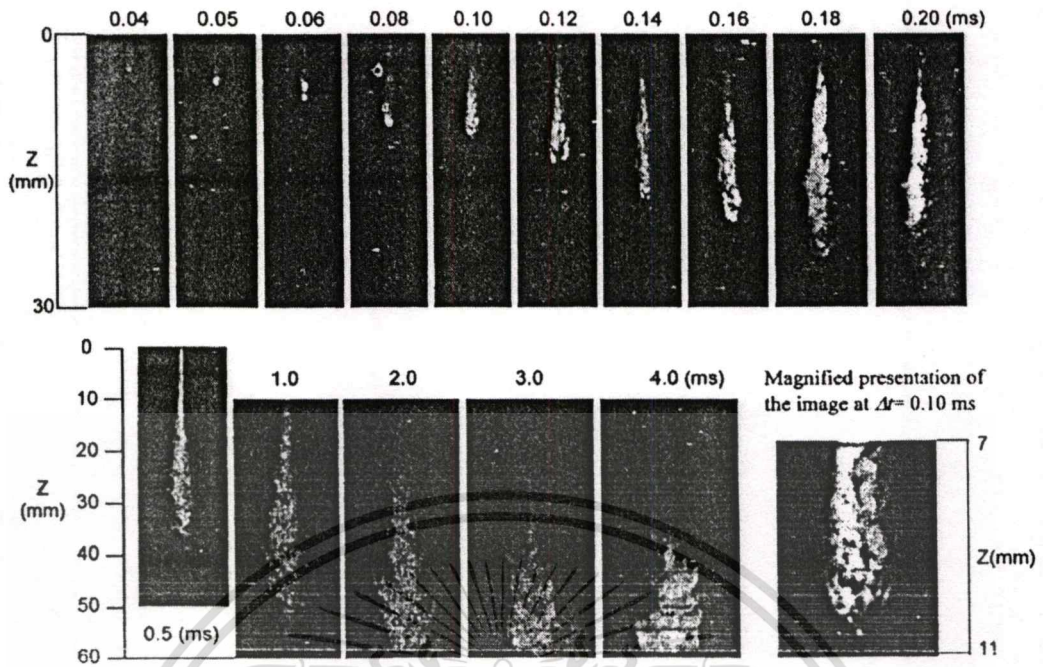 0.04 0.05 0.06 0.08 0.10 0.12 0.14 0.16 0.18 0.20 (ms)
0
Z
(mm)
30
0
10
20
Z
(mm)
30
40
50
60
0.5 (ms)
1.0 2.0 3.0 4.0 (ms)
Magnified presentation of
the image at Δt= 0.10 ms
7
Z(mm)
11